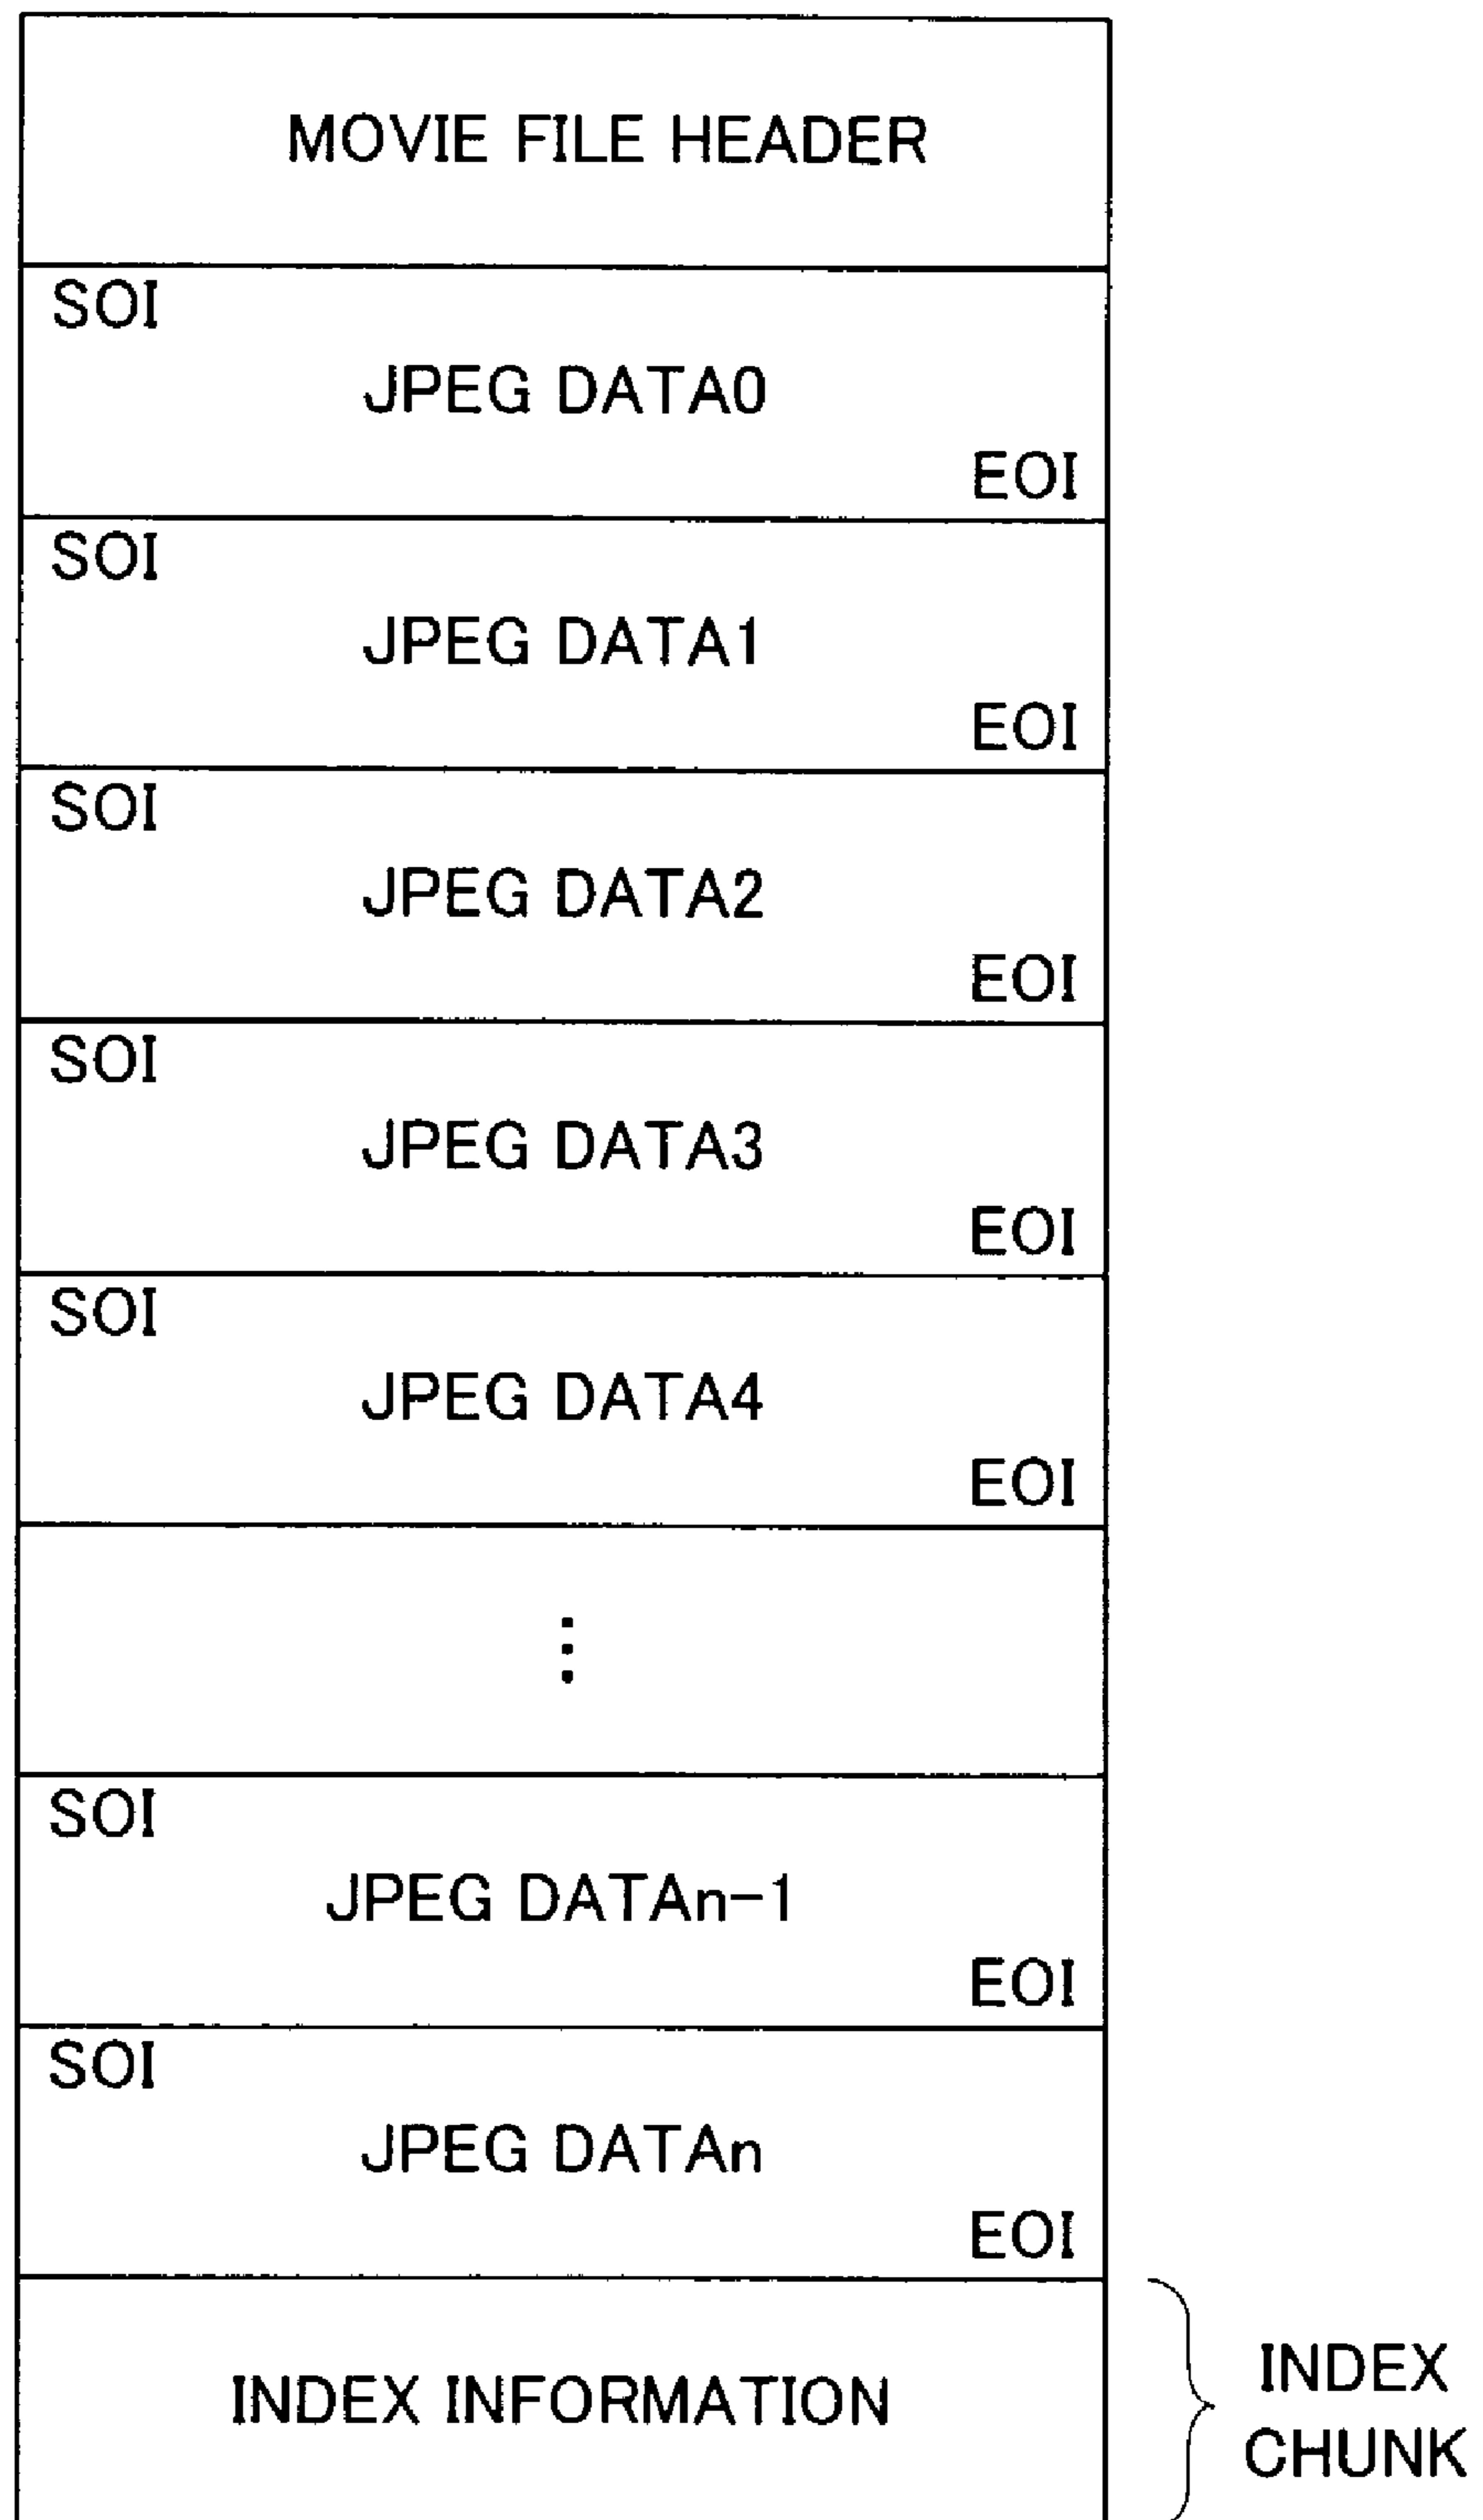 MOVIE FILE HEADER
SOI
JPEG DATA0
EOI
SOI
JPEG DATA1
EOI
SOI
JPEG DATA2
EOI
SOI
JPEG DATA3
EOI
SOI
JPEG DATA4
EOI
⋮
SOI
JPEG DATAn-1
EOI
SOI
JPEG DATAn
EOI
INDEX INFORMATION
INDEX
CHUNK